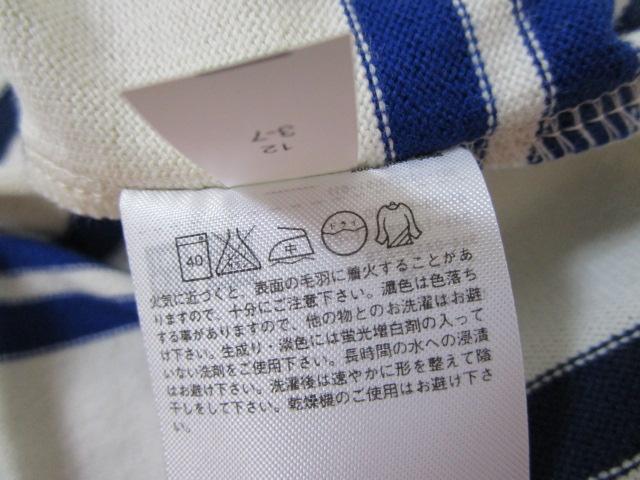 12
3-7
40
中
火気に近づくと、表面の毛羽に着火することがあ
りますので、十分にご注意下さい。濃色は色落ち
する事がありますので、他の物とのお洗濯はお避
け下さい。生成り・淡色には蛍光増白剤の入って
いない洗剤をご使用下さい。長時間の水への浸漬
はお避け下さい。洗濯後は速やかに形を整えて陰
干しをして下さい。乾燥機のご使用はお避け下さ
い。